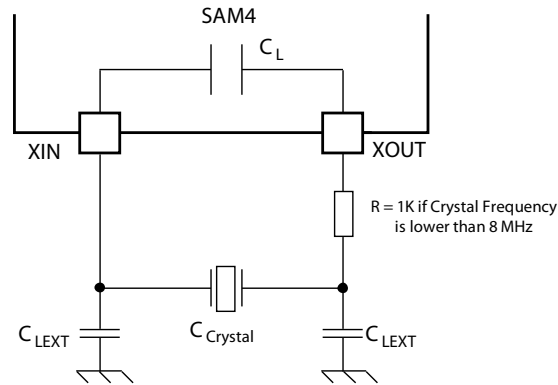 SAM4
C L
XIN
XOUT
R = 1K if Crystal Frequency
is lower than 8 MHz
C LEXT
C Crystal
C LEXT